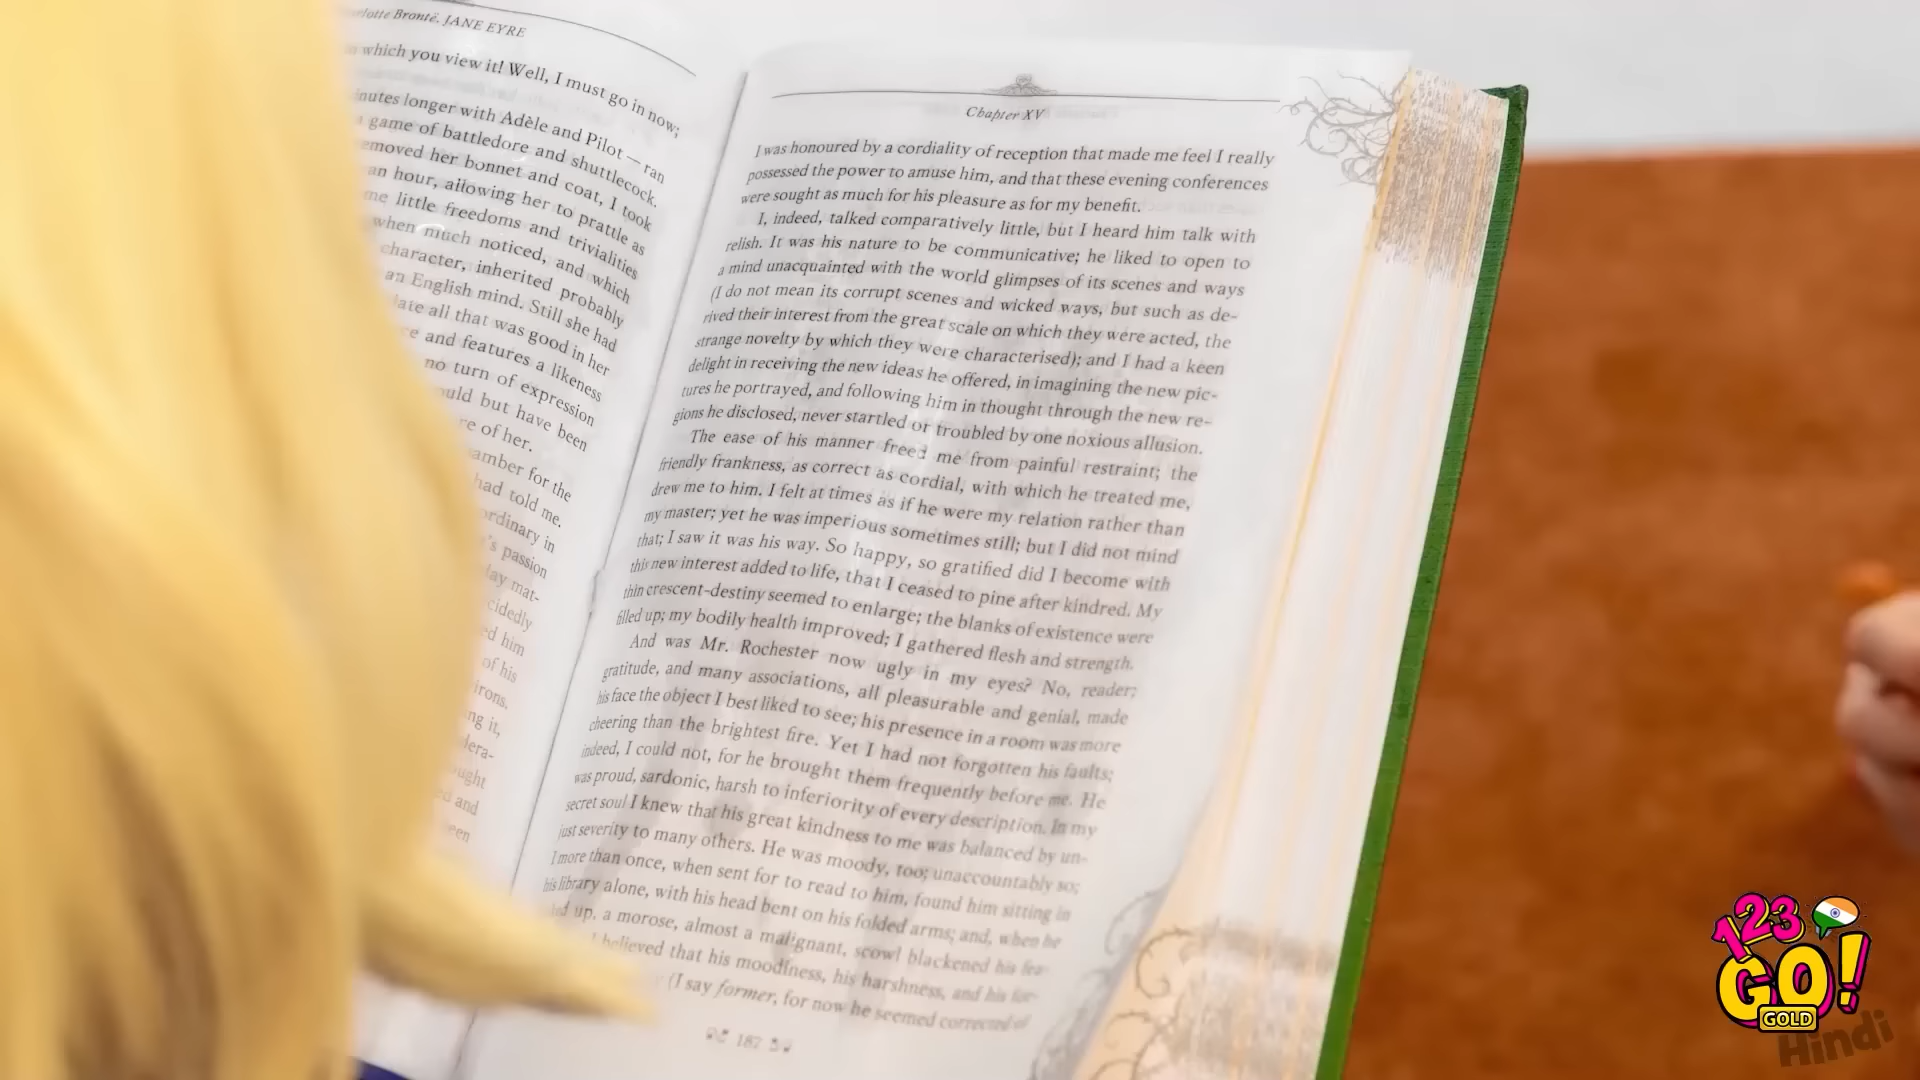 Charlotte Brontë, JANE EYRE
which you view it! Well, I must go in now;
minutes longer with Adèle and Pilot — ran
a game of battledore and shuttlecock.
removed her bonnet and coat, I took
an hour, allowing her to prattle as
me little freedoms and trivialities
when much noticed, and which
character, inherited probably
an English mind. Still she had
all that was good in her
and features a likeness
no turn of expression
but have been
of her.
for the
had told me.
in
passion
mat-
him
of his
irons.
it,
and
Chapter XV
I was honoured by a cordiality of reception that made me feel I really
possessed the power to amuse him, and that these evening conferences
were sought as much for his pleasure as for my benefit.
I, indeed, talked comparatively little, but I heard him talk with
relish. It was his nature to be communicative; he liked to open to
a mind unacquainted with the world glimpses of its scenes and ways
(I do not mean its corrupt scenes and wicked ways, but such as de-
rived their interest from the great scale on which they were acted, the
strange novelty by which they were characterised); and I had a keen
delight in receiving the new ideas he offered, in imagining the new pic-
tures he portrayed, and following him in thought through the new re-
gions he disclosed, never startled or troubled by one noxious allusion.
The ease of his manner freed me from painful restraint; the
friendly frankness, as correct as cordial, with which he treated me,
drew me to him. I felt at times as if he were my relation rather than
my master; yet he was imperious sometimes still; but I did not mind
that; I saw it was his way. So happy, so gratified did I become with
this new interest added to life, that I ceased to pine after kindred. My
thin crescent-destiny seemed to enlarge; the blanks of existence were
filled up; my bodily health improved; I gathered flesh and strength.
And was Mr. Rochester now ugly in my eyes? No, reader;
gratitude, and many associations, all pleasurable and genial, made
his face the object I best liked to see; his presence in a room was more
cheering than the brightest fire. Yet I had not forgotten his faults;
indeed, I could not, for he brought them frequently before me. He
was proud, sardonic, harsh to inferiority of every description. In my
secret soul I knew that his great kindness to me was balanced by un-
just severity to many others. He was moody, too; unaccountably so;
I more than once, when sent for to read to him, found him sitting in
his library alone, with his head bent on his folded arms; and, when he
up, a morose, almost a malignant, scowl blackened his fea-
I believed that his moodiness, his harshness, and his for-
(I say former, for now he seemed corrected of
187
123
GO!
GOLD
Hindi